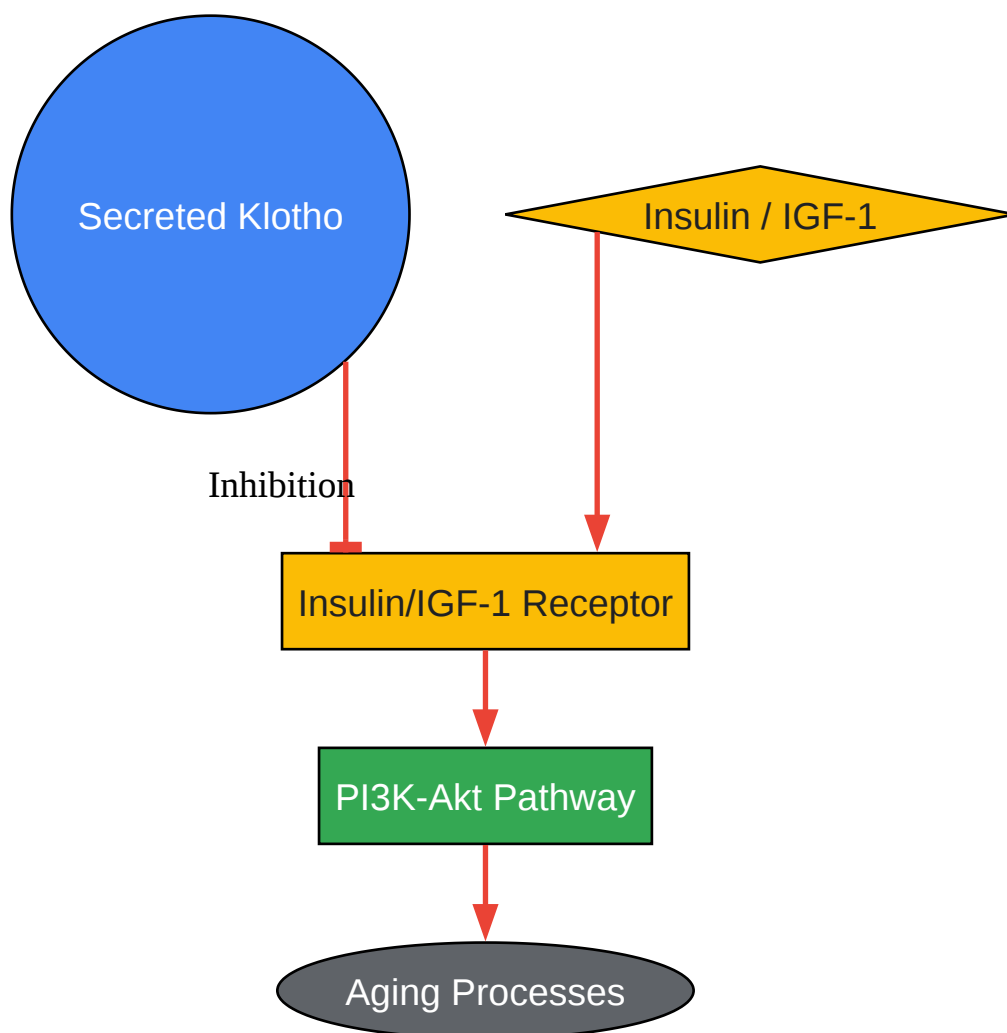 Secreted Klotho
Insulin / IGF-1
Inhibition
Insulin/IGF-1 Receptor
PI3K-Akt Pathway
Aging Processes